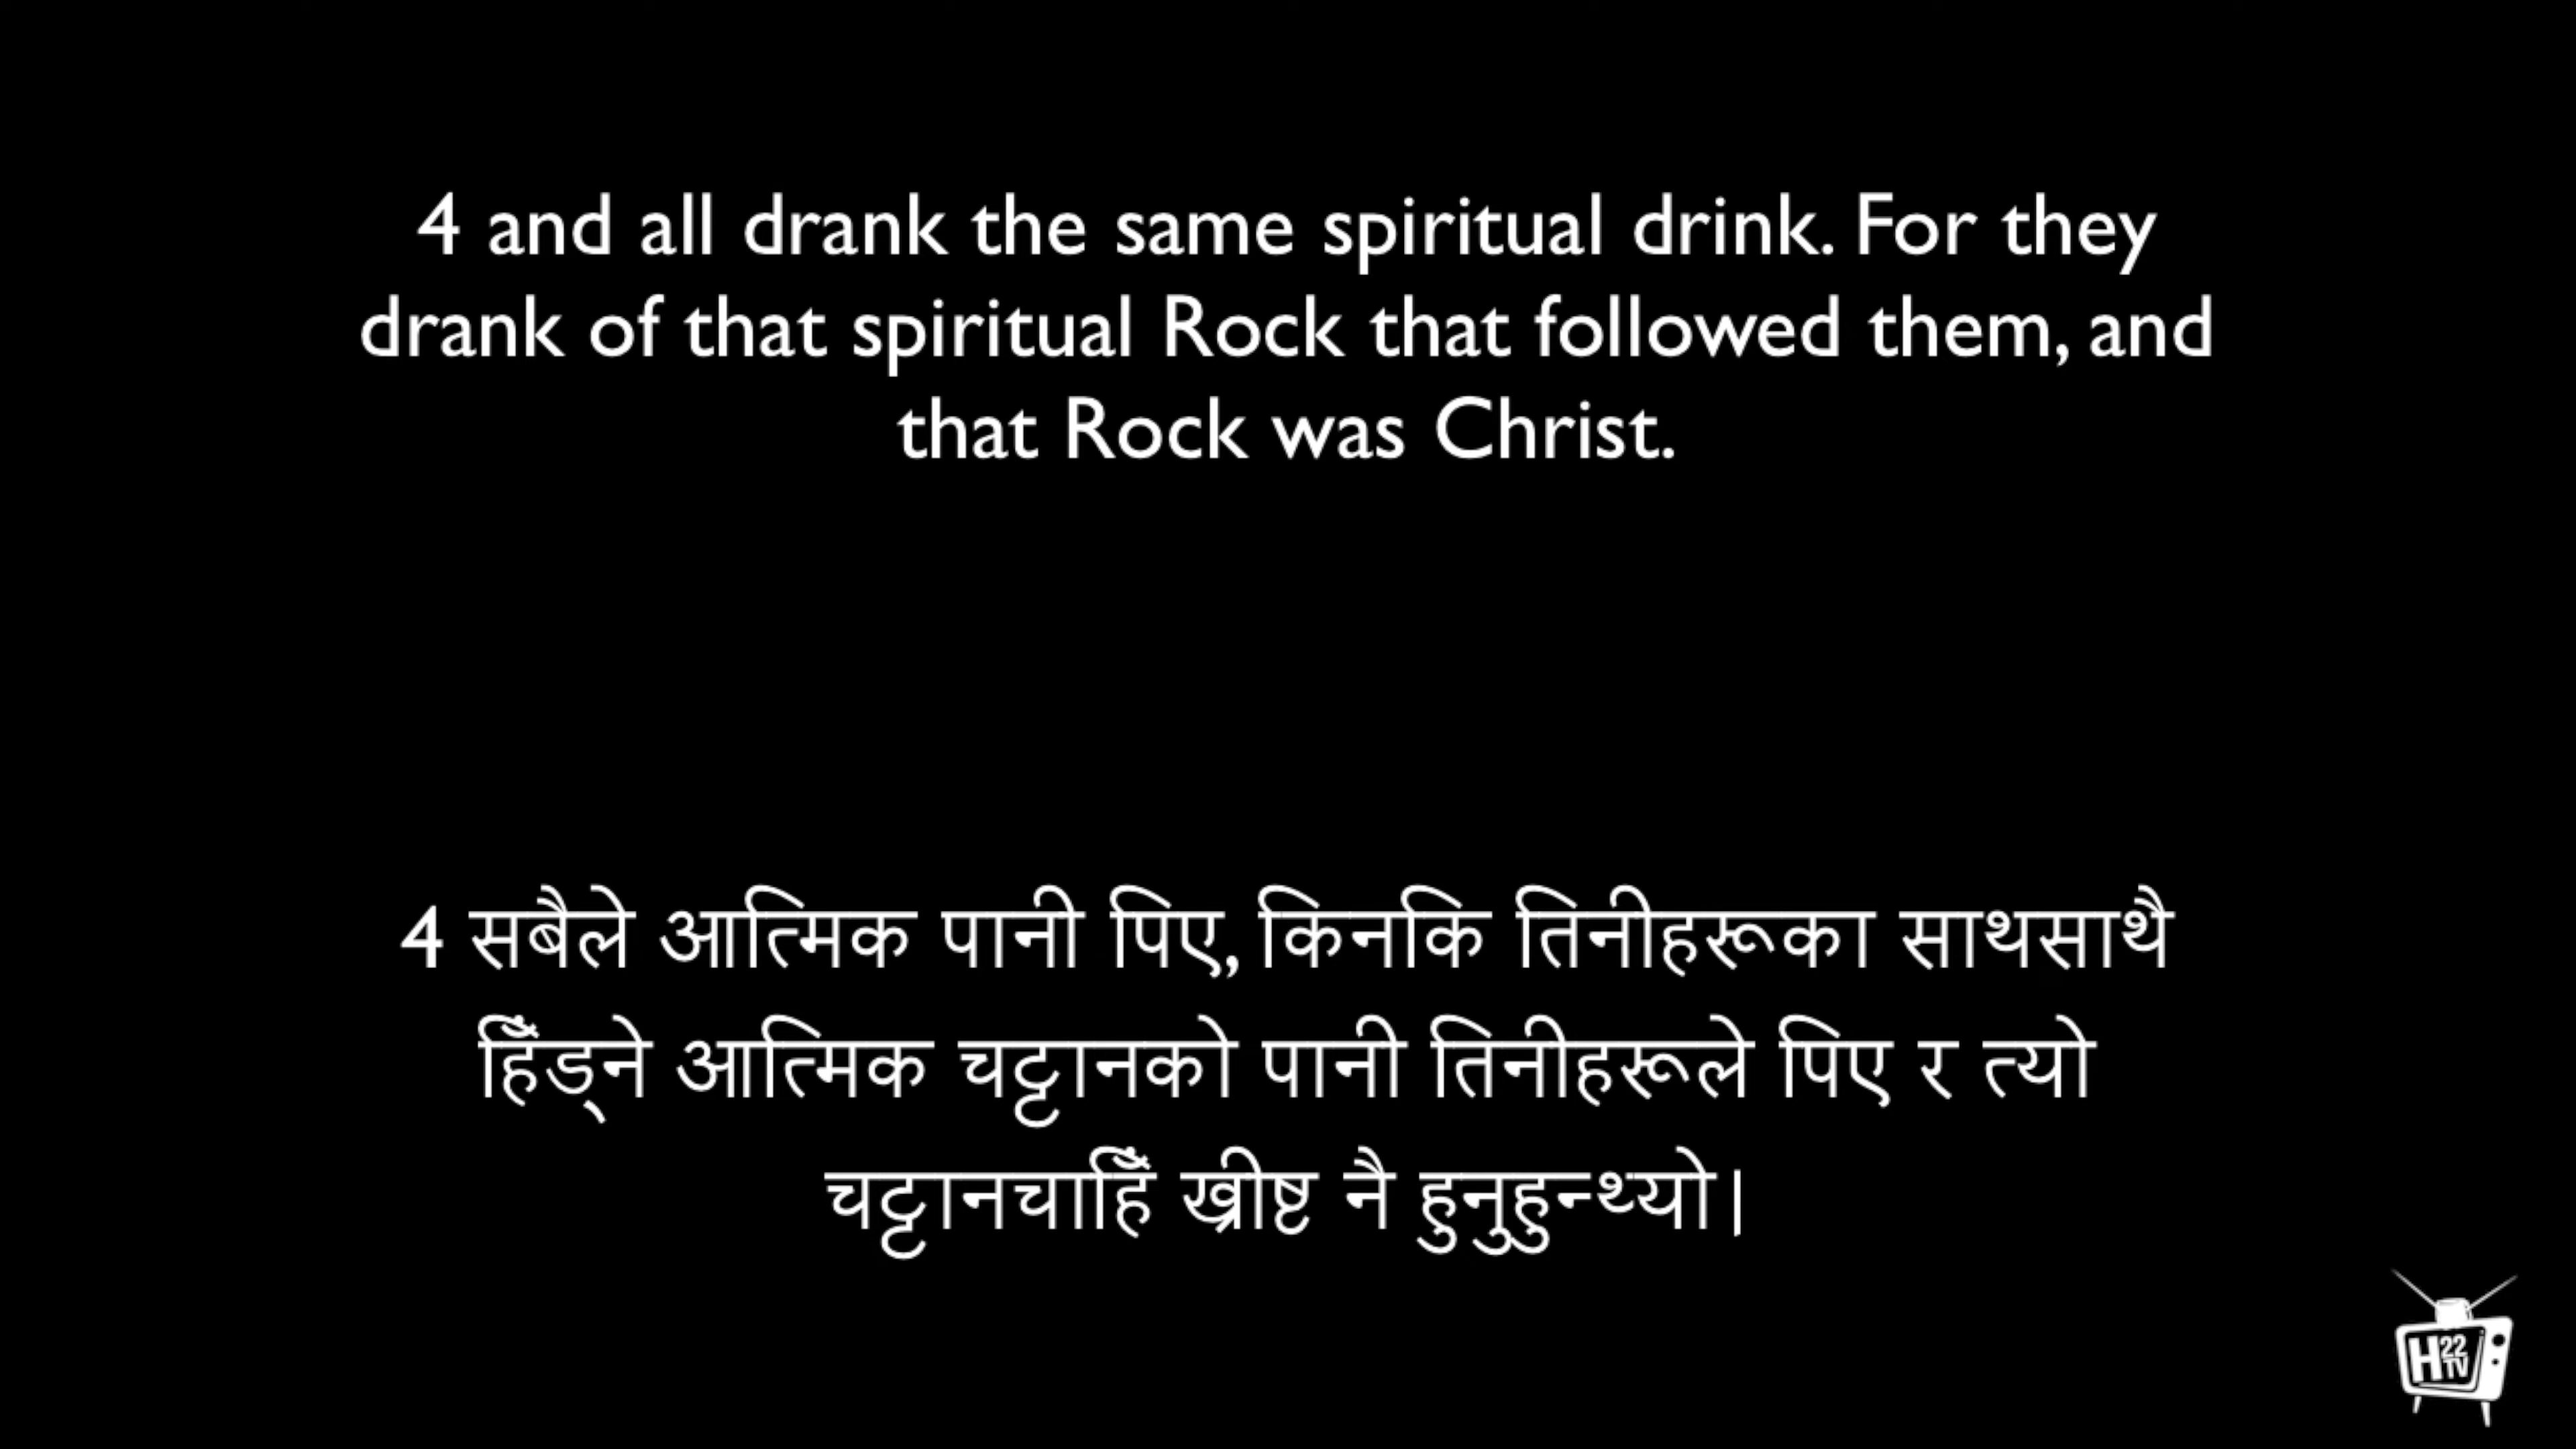 4 and all drank the same spiritual drink. For they
drank of that spiritual Rock that followed them, and
that Rock was Christ.
4 सबैले आत्मिक पानी पिए, किनकि तिनीहरूका साथसाथै
हिँड्ने आत्मिक चट्टानको पानी तिनीहरूले पिए र त्यो
चट्टानचाहिँ ख्रीष्ट नै हुनुहुन्थ्यो।
H22TV